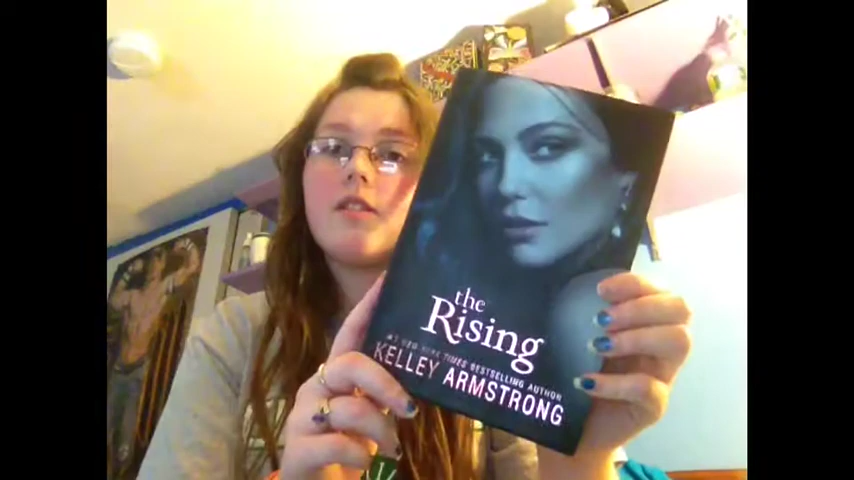 the
Rising
#1 NEW YORK TIMES BESTSELLING AUTHOR
KELLEY ARMSTRONG